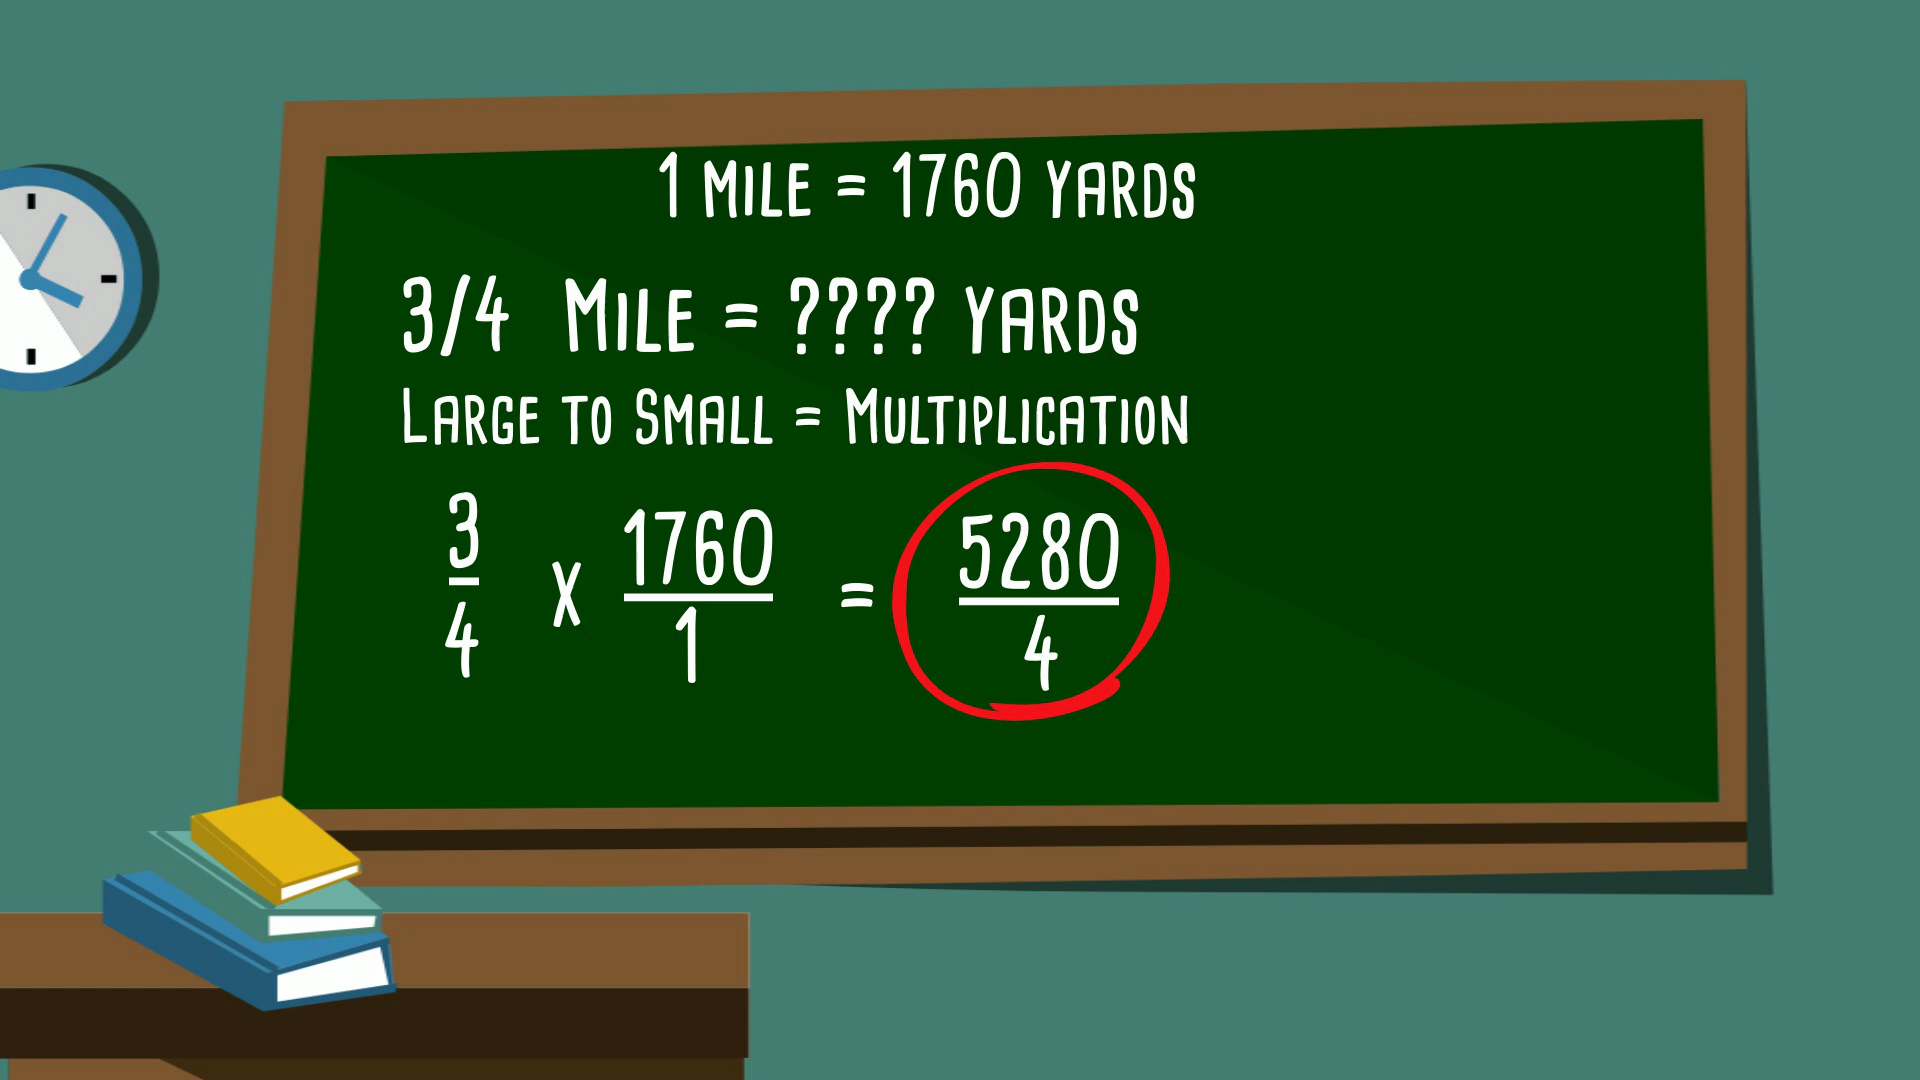 1 Mile = 1760 yards
3/4 Mile = ???? yards
Large to Small = Multiplication
3/4 x 1760/1 = 5280/4